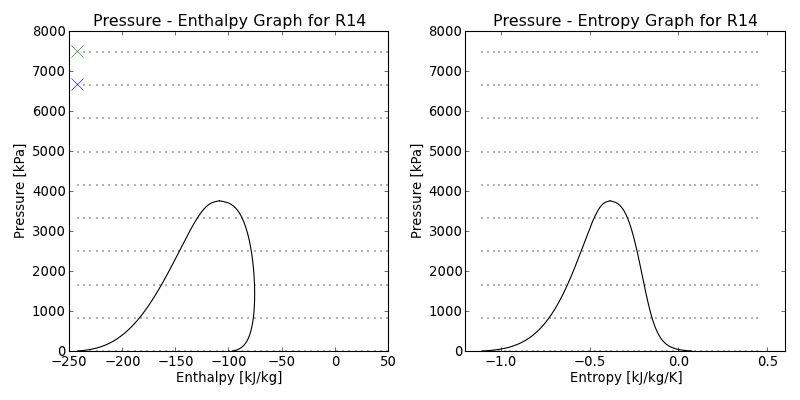 Pressure - Enthalpy Graph for R14
8000
7000
6000
5000
4000
3000
2000
1000
0
Pressure [kPa]
−250 −200 −150 −100 −50 0 50
Enthalpy [kJ/kg]
Pressure - Entropy Graph for R14
8000
7000
6000
5000
4000
3000
2000
1000
0
Pressure [kPa]
−1.0 −0.5 0.0 0.5
Entropy [kJ/kg/K]